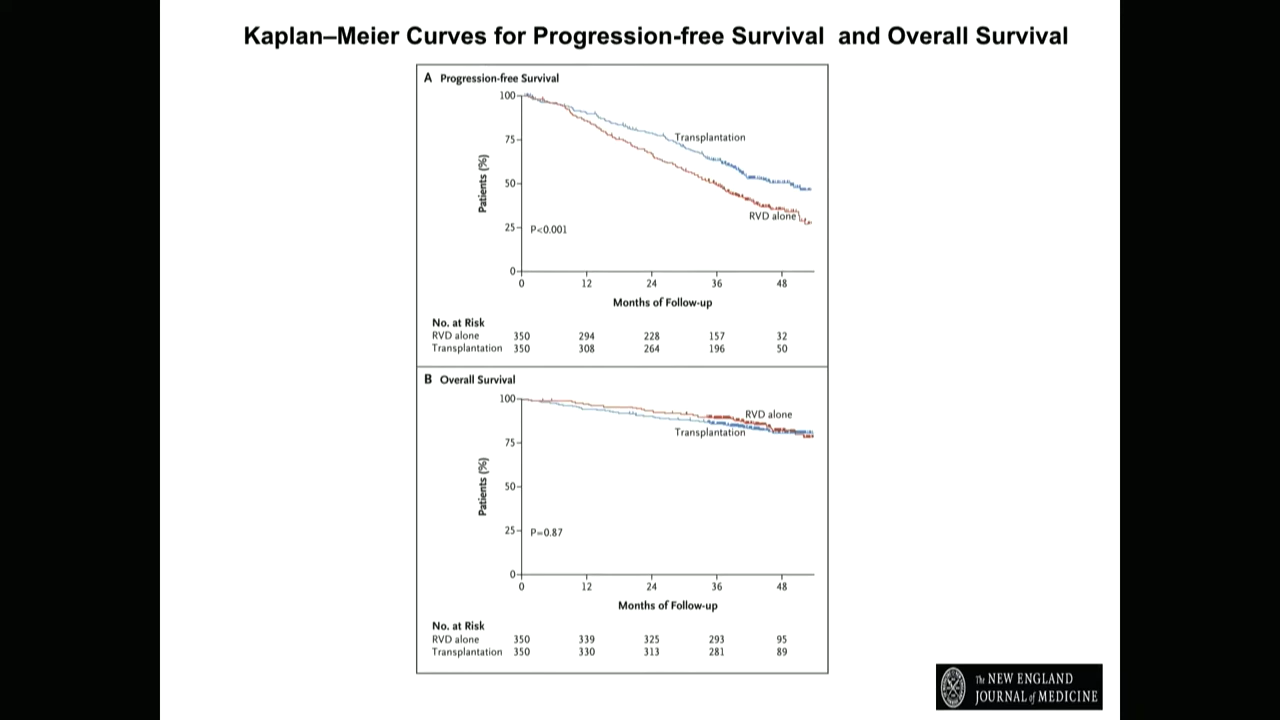 Kaplan–Meier Curves for Progression-free Survival and Overall Survival
A Progression-free Survival
100
75
50
25
0
Patients (%)
Transplantation
RVD alone
P<0.001
0 12 24 36 48
Months of Follow-up
No. at Risk
RVD alone 350 294 228 157 32
Transplantation 350 308 264 196 50
B Overall Survival
100
75
50
25
0
Patients (%)
RVD alone
Transplantation
P=0.87
0 12 24 36 48
Months of Follow-up
No. at Risk
RVD alone 350 339 325 293 95
Transplantation 350 330 313 281 89
The NEW ENGLAND
JOURNAL of MEDICINE